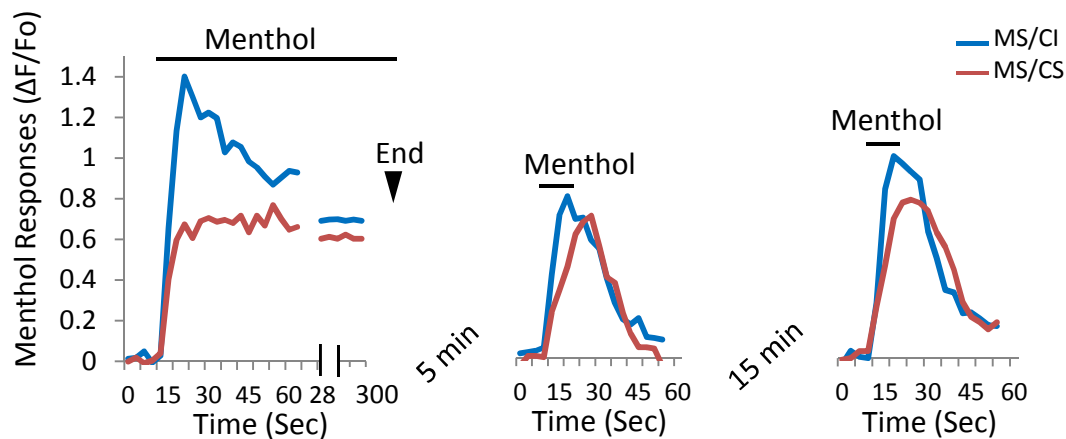 Menthol Responses (ΔF/Fo)
Menthol
MS/CI
MS/CS
1.4
1.2
1
0.8
0.6
0.4
0.2
0
End
Menthol
Menthol
0 15 30 45 60 28 300
Time (Sec)
5 min
0 15 30 45 60
Time (Sec)
15 min
0 15 30 45 60
Time (Sec)